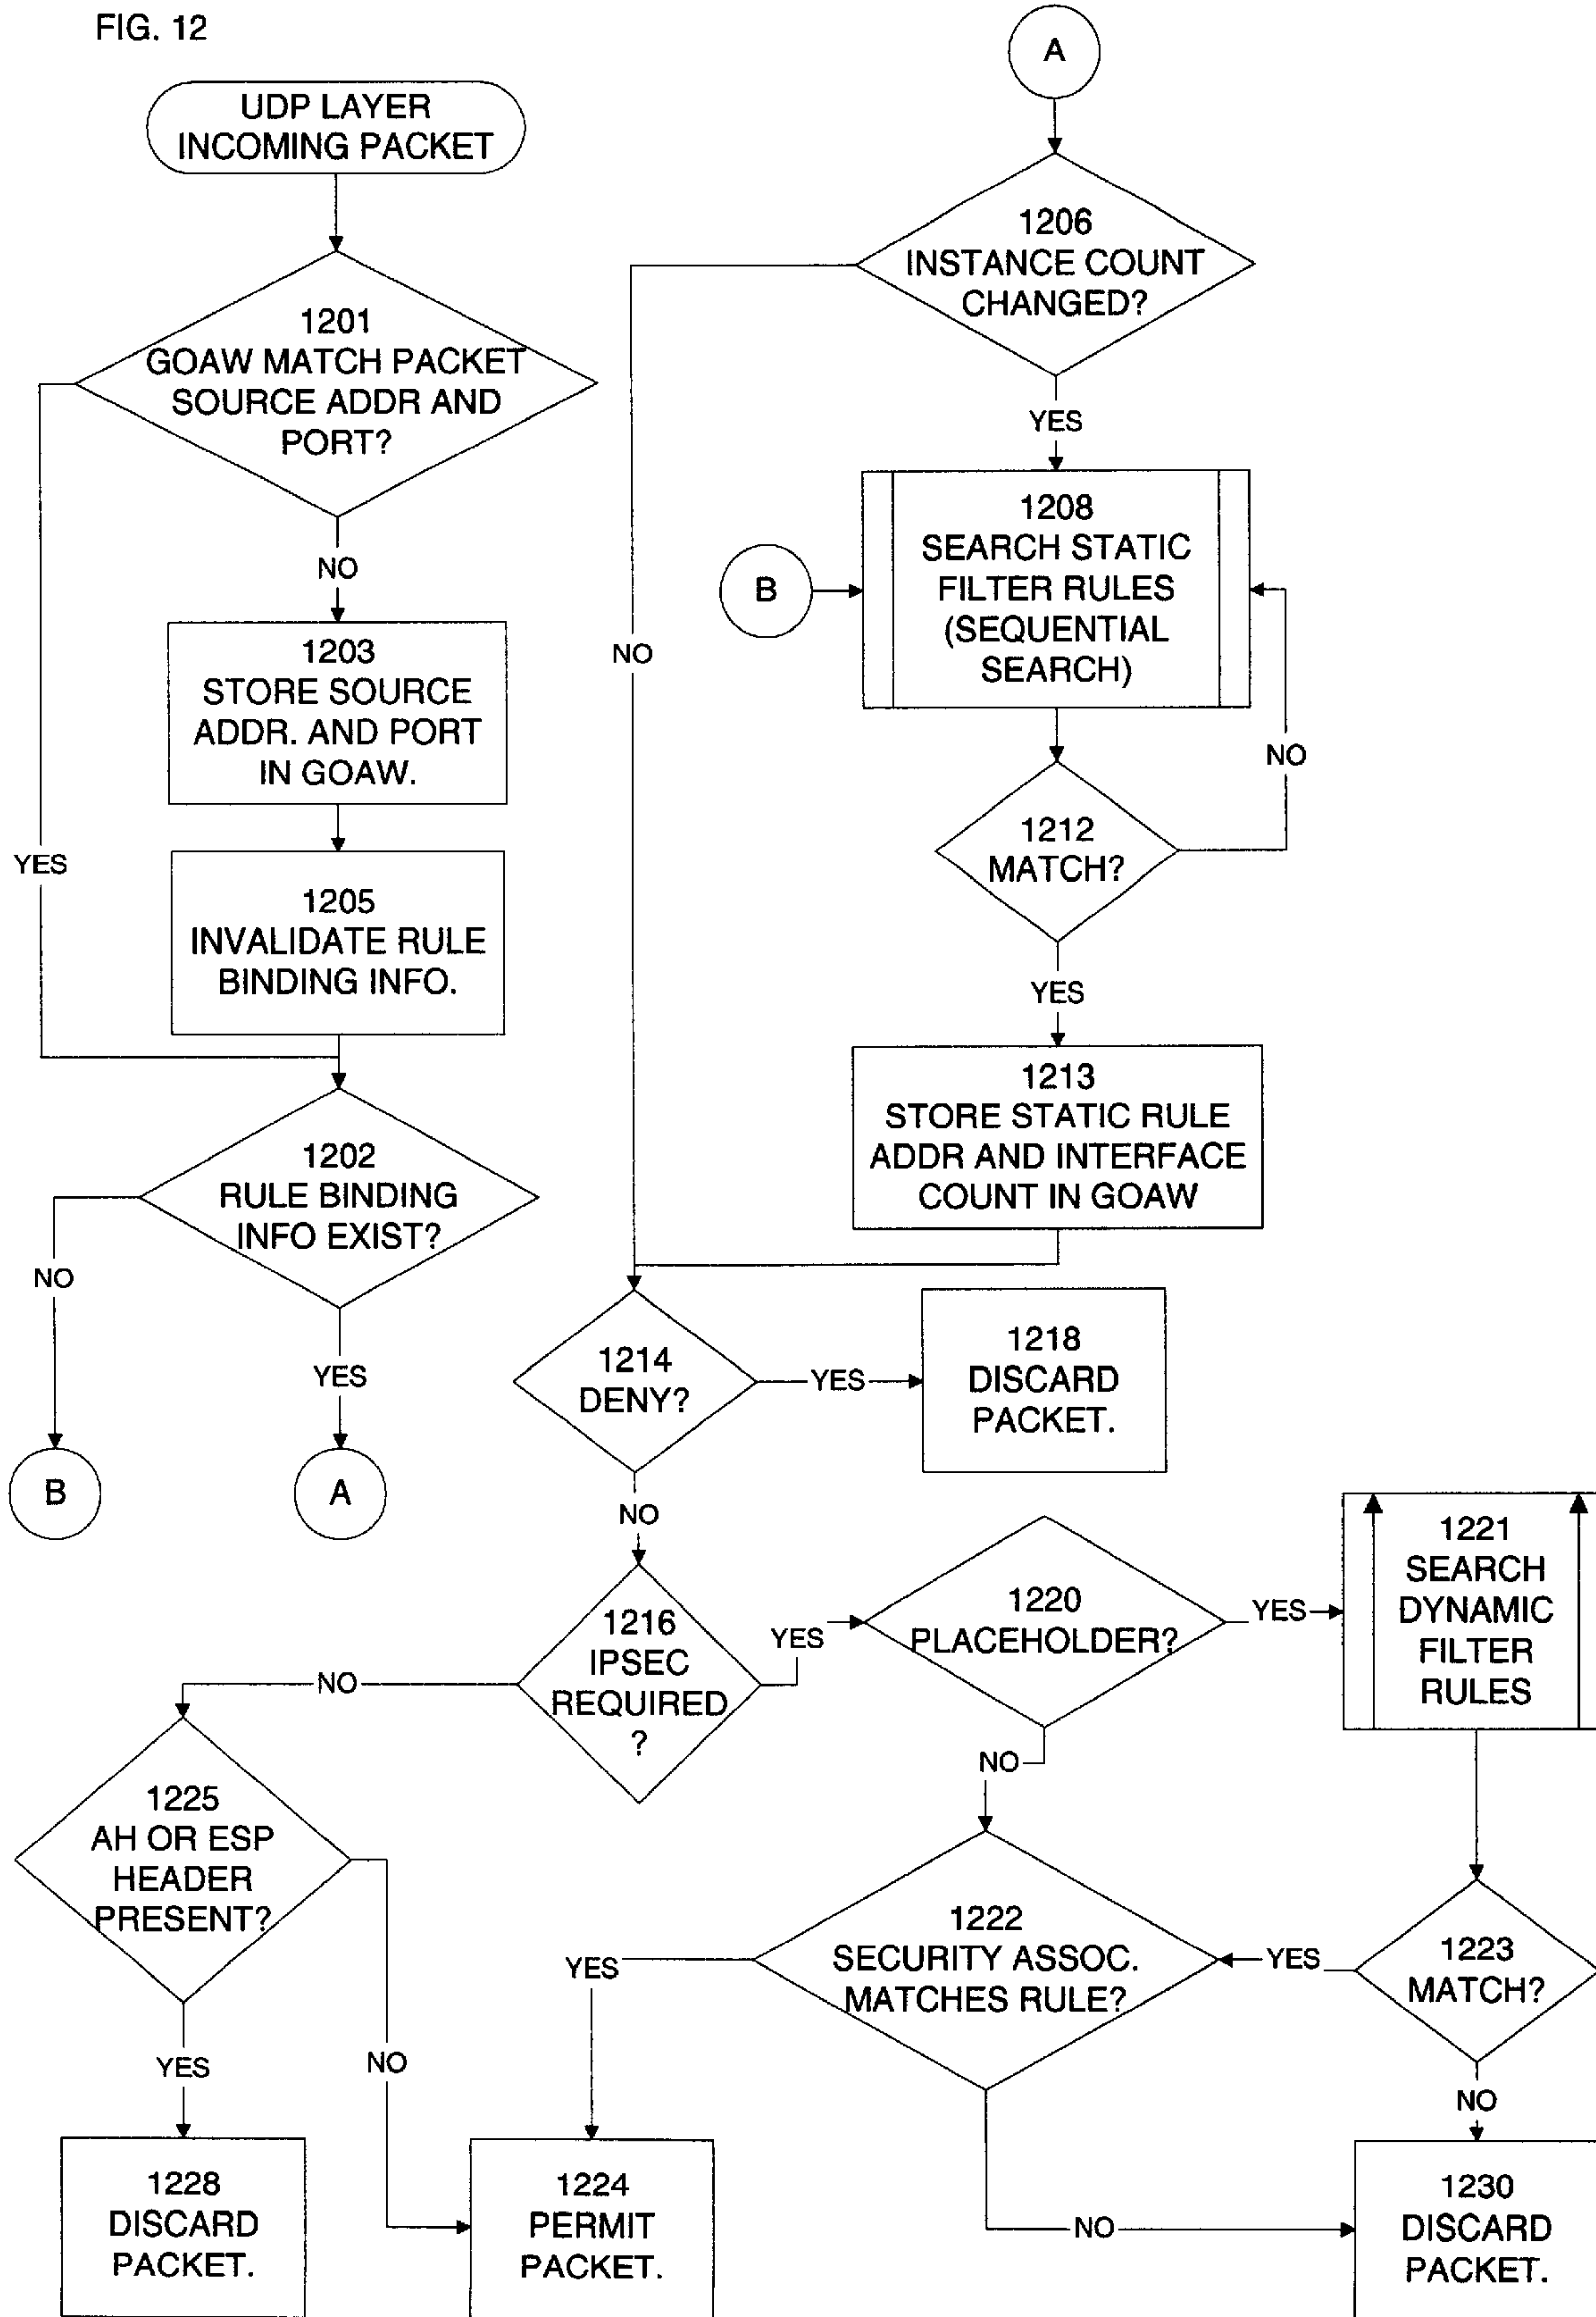 FIG. 12
UDP LAYER
INCOMING PACKET
1201
GOAW MATCH PACKET
SOURCE ADDR AND
PORT?
YES
NO
1203
STORE SOURCE
ADDR. AND PORT
IN GOAW.
1205
INVALIDATE RULE
BINDING INFO.
1202
RULE BINDING
INFO EXIST?
NO
YES
B
A
A
1206
INSTANCE COUNT
CHANGED?
NO
YES
B
1208
SEARCH STATIC
FILTER RULES
(SEQUENTIAL
SEARCH)
NO
1212
MATCH?
YES
1213
STORE STATIC RULE
ADDR AND INTERFACE
COUNT IN GOAW
1214
DENY?
YES
1218
DISCARD
PACKET.
NO
1216
IPSEC
REQUIRED
?
YES
NO
1220
PLACEHOLDER?
YES
NO
1221
SEARCH
DYNAMIC
FILTER
RULES
1225
AH OR ESP
HEADER
PRESENT?
YES
NO
1222
SECURITY ASSOC.
MATCHES RULE?
YES
NO
1223
MATCH?
YES
NO
1228
DISCARD
PACKET.
1224
PERMIT
PACKET.
1230
DISCARD
PACKET.